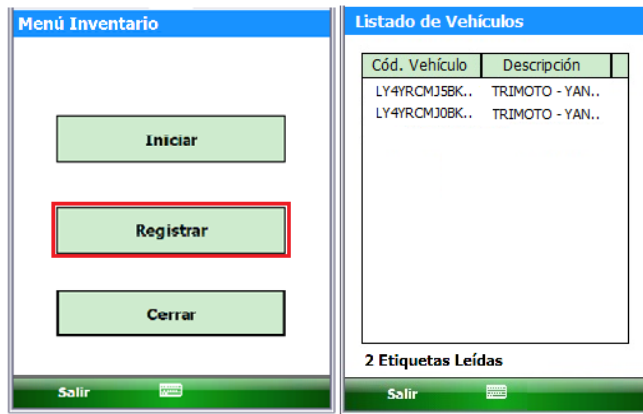 Menú Inventario
Iniciar
Registrar
Cerrar
Salir
Listado de Vehículos
Cód. Vehículo Descripción
LY4YRCMJ5BK.. TRIMOTO - YAN..
LY4YRCMJ0BK.. TRIMOTO - YAN..
2 Etiquetas Leídas
Salir